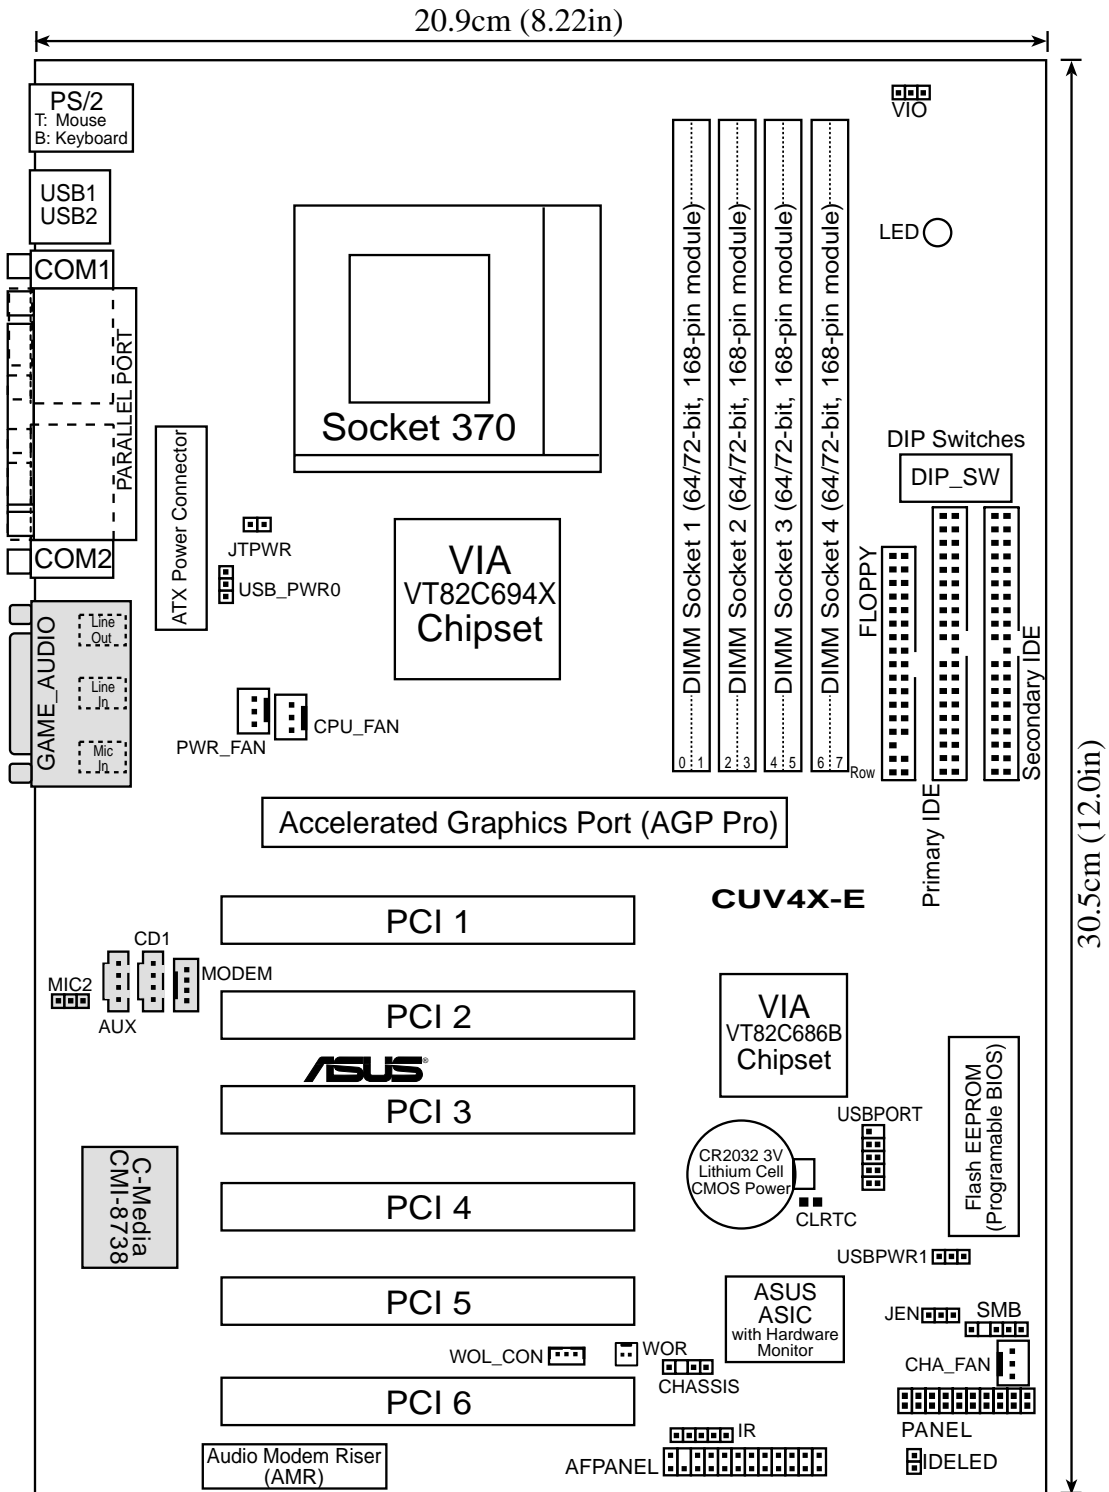 20.9cm (8.22in)
PS/2
T: Mouse
B: Keyboard
VIO
USB1
USB2
LED
COM1
PARALLEL PORT
Socket 370
DIMM Socket 1 (64/72-bit, 168-pin module)
DIMM Socket 2 (64/72-bit, 168-pin module)
DIMM Socket 3 (64/72-bit, 168-pin module)
DIMM Socket 4 (64/72-bit, 168-pin module)
DIP Switches
DIP_SW
ATX Power Connector
JTPWR
COM2
USB_PWR0
VIA
VT82C694X
Chipset
FLOPPY
GAME_AUDIO
Line
Out
Line
In
Mic
In
PWR_FAN
CPU_FAN
0 1
2 3
4 5
6 7
Row
Primary IDE
Secondary IDE
30.5cm (12.0in)
Accelerated Graphics Port (AGP Pro)
CUV4X-E
PCI 1
CD1
MODEM
MIC2
AUX
PCI 2
VIA
VT82C686B
Chipset
ASUS®
PCI 3
Flash EEPROM
(Programable BIOS)
USBPORT
C-Media
CMI-8738
CR2032 3V
Lithium Cell
CMOS Power
CLRTC
PCI 4
USBPWR1
PCI 5
ASUS
ASIC
with Hardware
Monitor
JEN
SMB
WOL_CON
WOR
CHASSIS
CHA_FAN
PCI 6
PANEL
IR
Audio Modem Riser
(AMR)
AFPANEL
IDELED